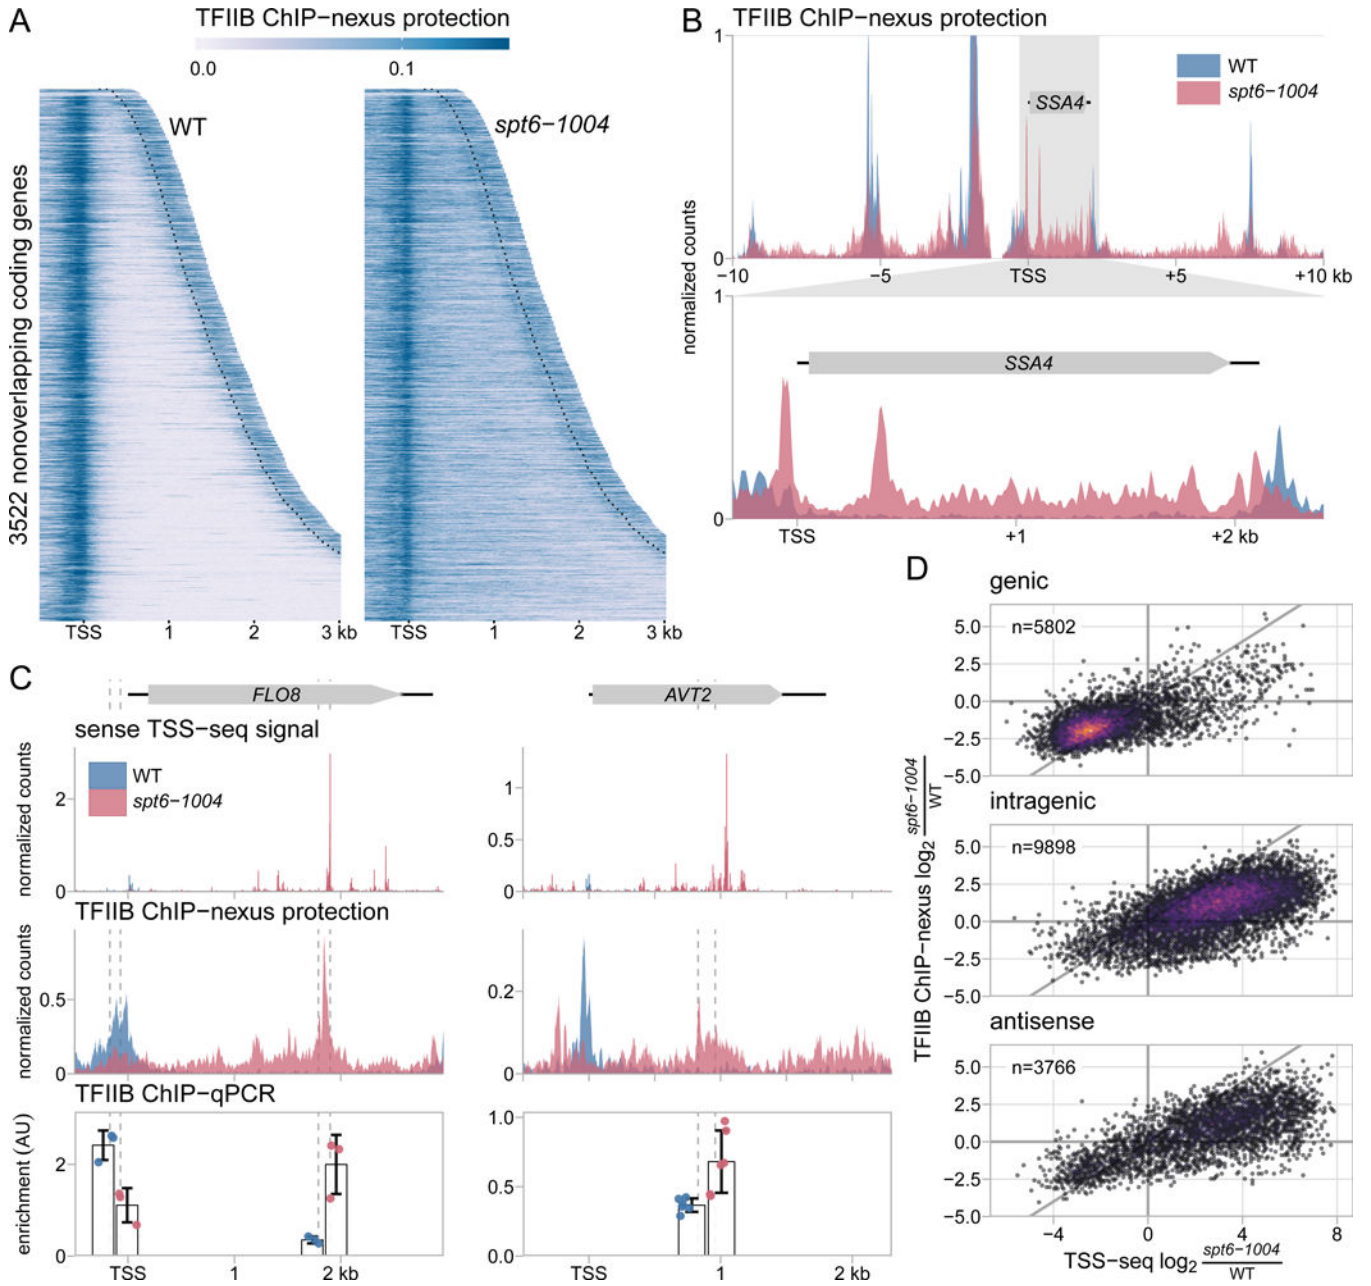 A
TFIIB ChIP−nexus protection
0.0 0.1
3522 nonoverlapping coding genes
WT
spt6−1004
TSS 1 2 3 kb
TSS 1 2 3 kb
B
TFIIB ChIP−nexus protection
normalized counts
1
0
WT
spt6−1004
SSA4
−10 −5 TSS +5 +10 kb
1
0
SSA4
TSS +1 +2 kb
C
FLO8
AVT2
sense TSS−seq signal
normalized counts
2
0
WT
spt6−1004
1
0.5
0
TFIIB ChIP−nexus protection
normalized counts
0.5
0
0.2
0
TFIIB ChIP−qPCR
enrichment (AU)
2
0
TSS 1 2 kb
1.0
0.5
0.0
TSS 1 2 kb
D
TFIIB ChIP−nexus log2 spt6−1004
WT
genic
n=5802
5.0
2.5
0.0
−2.5
−5.0
intragenic
n=9898
5.0
2.5
0.0
−2.5
−5.0
antisense
n=3766
5.0
2.5
0.0
−2.5
−5.0
−4 0 4 8
TSS−seq log2 spt6−1004
WT